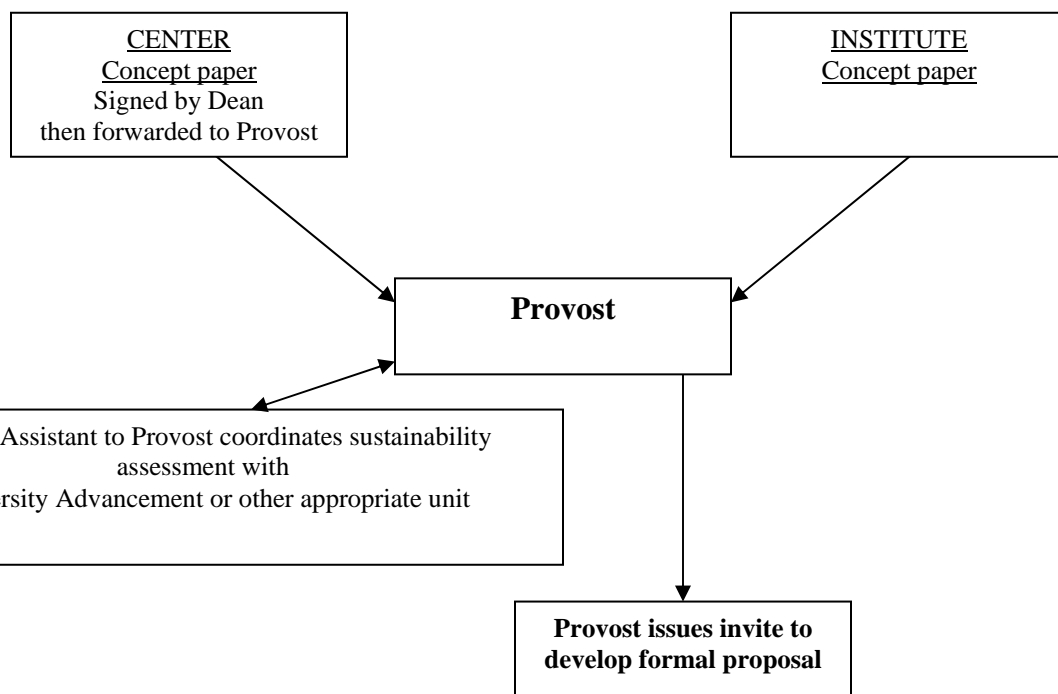 CENTER
Concept paper
Signed by Dean
then forwarded to Provost
INSTITUTE
Concept paper
Provost
Assistant to Provost coordinates sustainability
assessment with
Advancement or other appropriate unit
Provost issues invite to
develop formal proposal